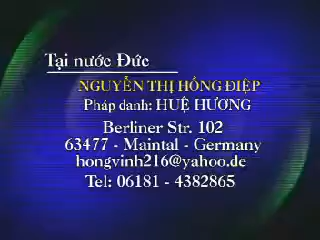 Tại nước Đức
NGUYỄN THỊ HỒNG ĐIỆP
Pháp danh: HUỆ HƯƠNG
Berliner Str. 102
63477 - Maintal - Germany
hongvinh216@yahoo.de
Tel: 06181 - 4382865